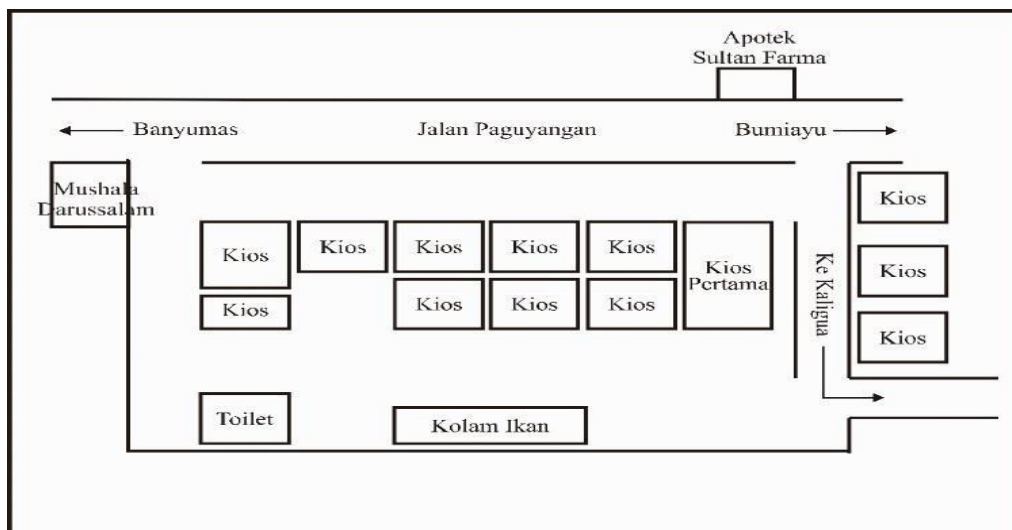 Apotek
Sultan Farma
Banyumas
Jalan Paguyangan
Bumiayu
Mushala
Darussalam
Kios
Kios
Kios
Kios
Kios
Kios
Pertama
Kios
Kios
Kios
Kios
Ke Kaligua
Kios
Kios
Kios
Toilet
Kolam Ikan